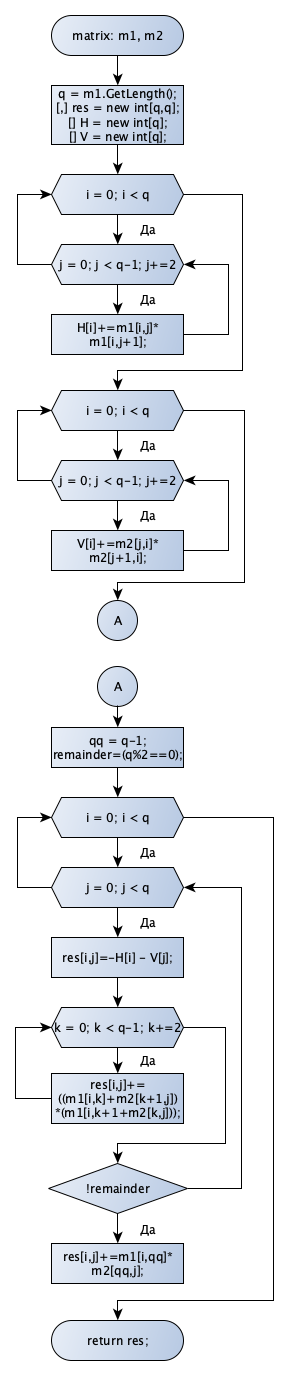 matrix: m1, m2
q = m1.GetLength();
[,] res = new int[q,q];
[] H = new int[q];
[] V = new int[q];
i = 0; i < q
Да
j = 0; j < q-1; j+=2
Да
H[i]+=m1[i,j]*
m1[i,j+1];
i = 0; i < q
Да
j = 0; j < q-1; j+=2
Да
V[i]+=m2[j,i]*
m2[j+1,i];
A
A
qq = q-1;
remainder=(q%2==0);
i = 0; i < q
Да
j = 0; j < q
Да
res[i,j]=-H[i] - V[j];
k = 0; k < q-1; k+=2
Да
res[i,j]+=
((m1[i,k]+m2[k+1,j])
*(m1[i,k+1+m2[k,j]));
!remainder
Да
res[i,j]+=m1[i,qq]*
m2[qq,j];
return res;